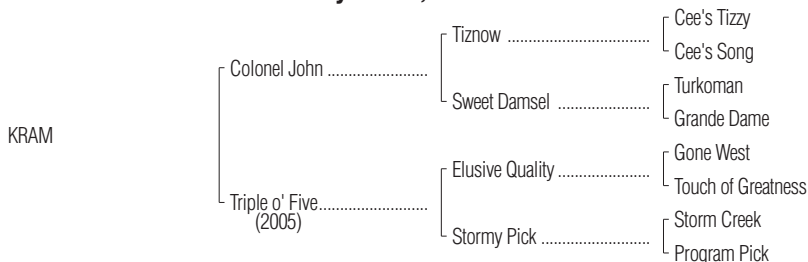 Cee's Tizzy
Tiznow ......................................
Cee's Song
Colonel John ...........................
Turkoman
Sweet Damsel .........................
Grande Dame
KRAM
Gone West
Elusive Quality .........................
Touch of Greatness
Triple o' Five.............................
(2005)
Storm Creek
Stormy Pick .............................
Program Pick